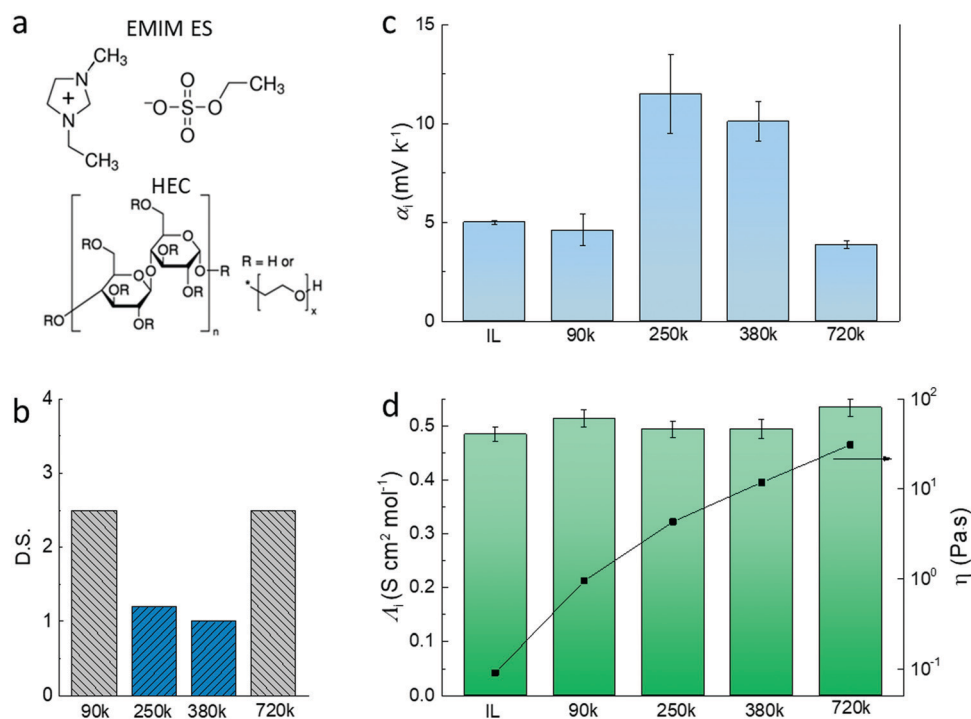 a
EMIM ES
CH₃
N
+
N
CH₃
O
⁻O-S-O
O
CH₃
HEC
RO
RO
RO
O
RO
OR
O
O
O
R
RO
OR
OR
RO
OR
n
R = H or
*
O
H
x
b
D.S.
4
3
2
1
0
90k 250k 380k 720k
c
αᵢ (mV k⁻¹)
15
10
5
0
IL 90k 250k 380k 720k
d
Λᵢ (S cm² mol⁻¹)
0.5
0.4
0.3
0.2
0.1
0.0
IL 90k 250k 380k 720k
10²
10¹
10⁰
10⁻¹
η (Pa·s)